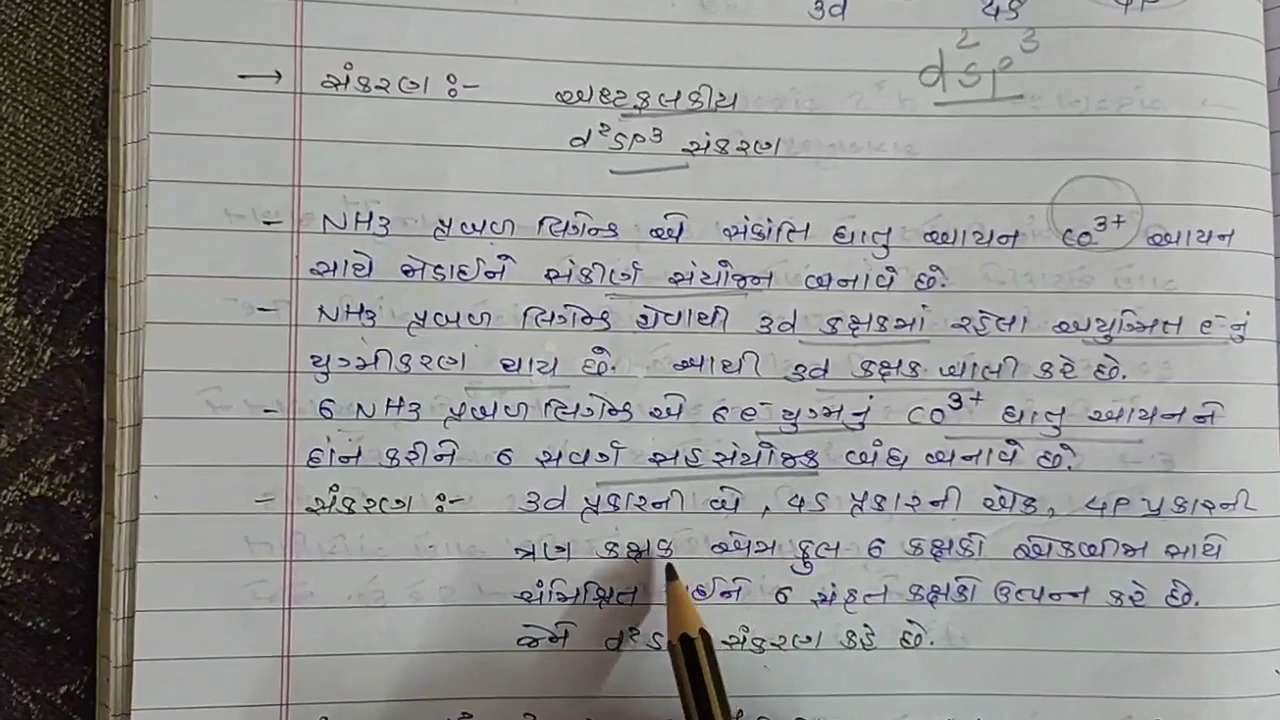 3d 4s 4p
d²sp³
→ સંકરણ :- અષ્ટફલકીય
d²sp³ સંકરણ
- NH3 પ્રબળ લિગેન્ડ એ સંક્રાંતિ ધાતુ આયન CO³⁺ આયન
સાથે જોડાઈને સંકીર્ણ સંયોજન બનાવે છે.
- NH3 પ્રબળ લિગેન્ડ હોવાથી 3d કક્ષકમાં રહેલા અયુગ્મિત e⁻નું
યુગ્મીકરણ થાય છે. આથી 3d કક્ષક ખાલી કરે છે.
- 6 NH3 પ્રબળ લિગેન્ડ એ 6e⁻યુગ્મનું CO³⁺ ધાતુ આયનને
દાન કરીને 6 સવર્ગ સહસંયોજક બંધ બનાવે છે.
- સંકરણ :- 3d પ્રકારની બે, 4s પ્રકારની એક, 4p પ્રકારની
ત્રણ કક્ષક એમ કુલ 6 કક્ષકો એકબીજા સાથે
સંમિશ્રિત 6 સંકૃત કક્ષકો ઉત્પન્ન કરે છે.
જેને d²s સંકરણ કહે છે.